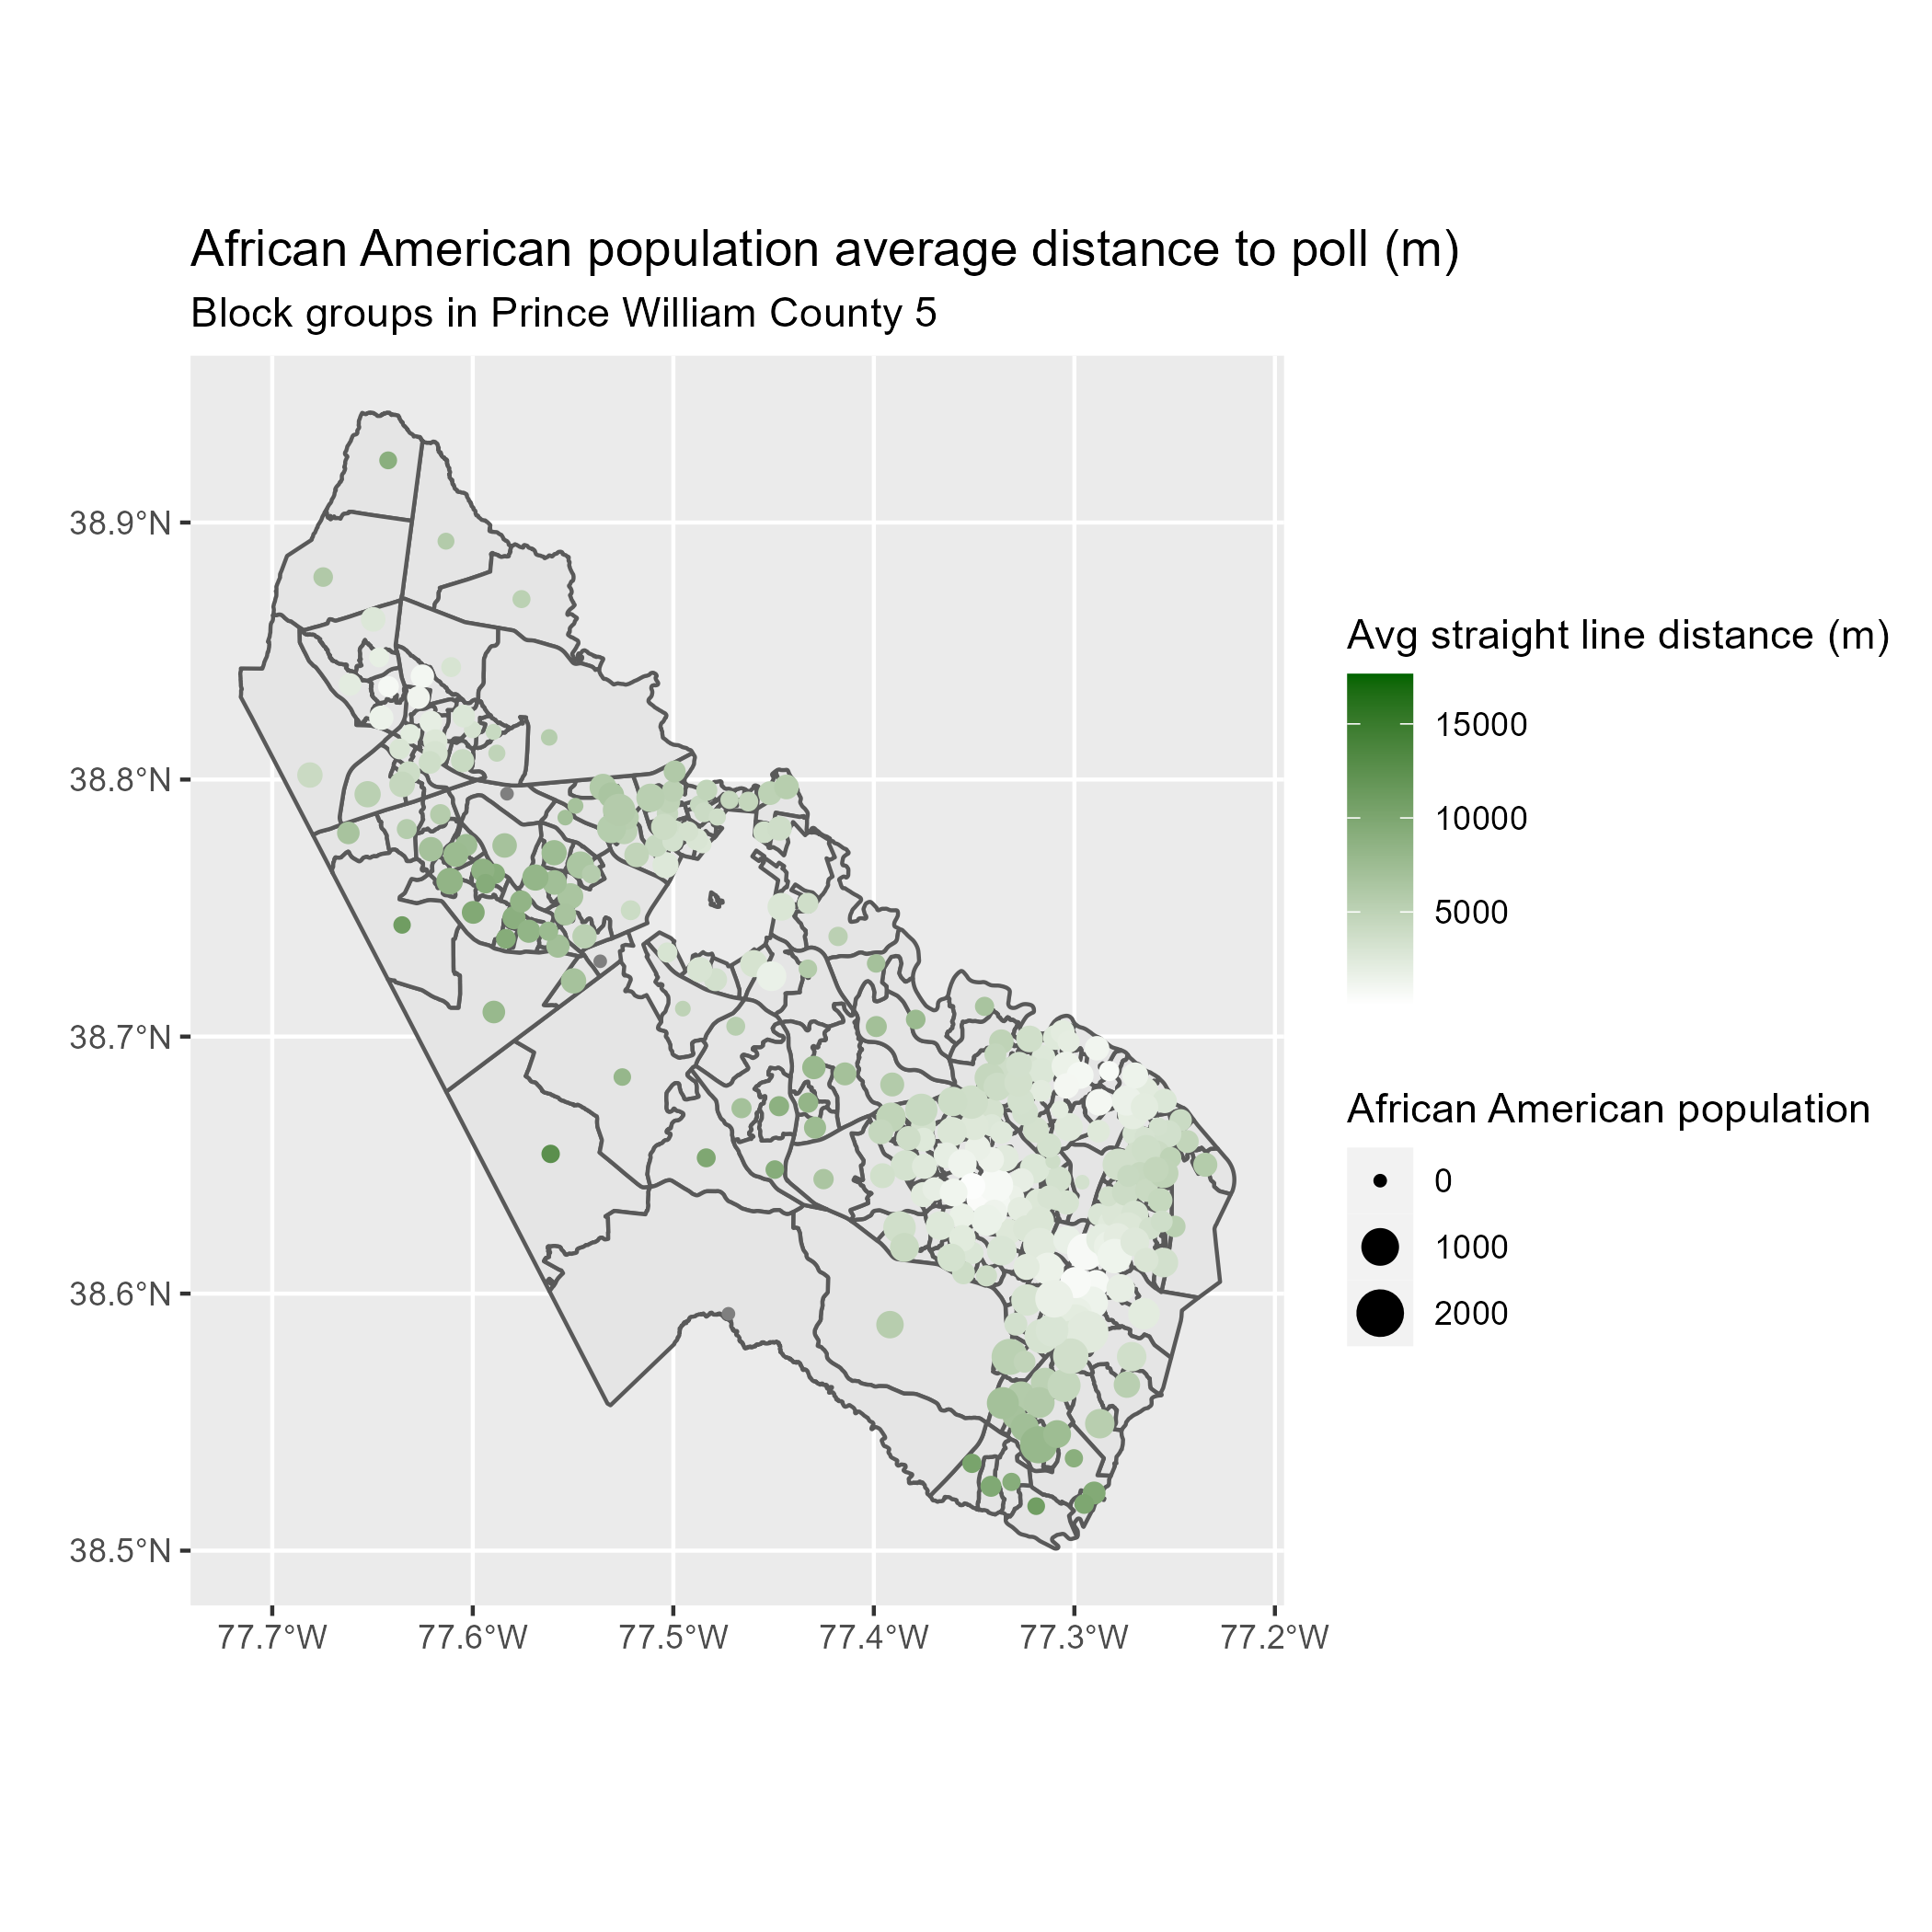 African American population average distance to poll (m)
Block groups in Prince William County 5
38.9°N
38.8°N
38.7°N
38.6°N
38.5°N
77.7°W
77.6°W
77.5°W
77.4°W
77.3°W
77.2°W
Avg straight line distance (m)
15000
10000
5000
African American population
0
1000
2000